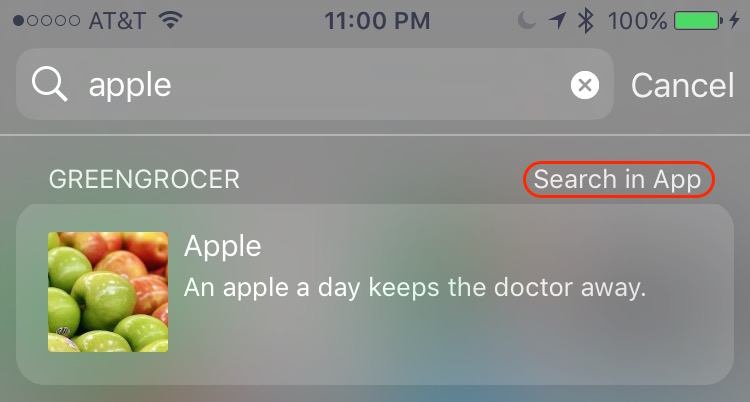 AT&T 11:00 PM 100%
apple Cancel
GREENGROCER Search in App
Apple
An apple a day keeps the doctor away.